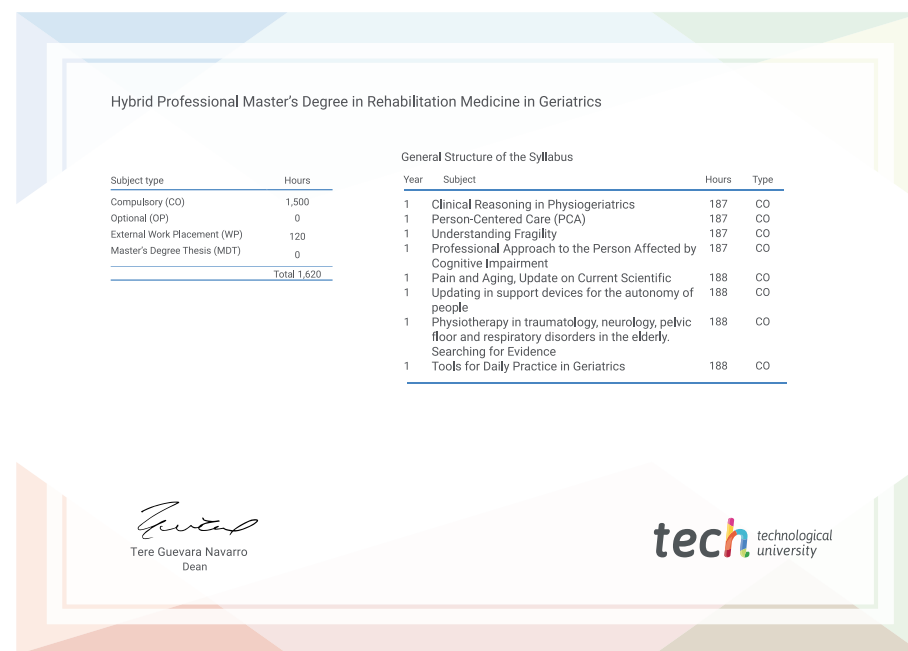 Hybrid Professional Master's Degree in Rehabilitation Medicine in Geriatrics
Subject type Hours
Compulsory (CO) 1,500
Optional (OP) 0
External Work Placement (WP) 120
Master's Degree Thesis (MDT) 0
Total 1,620
General Structure of the Syllabus
Year Subject Hours Type
1 Clinical Reasoning in Physiogeriatrics 187 CO
1 Person-Centered Care (PCA) 187 CO
1 Understanding Fragility 187 CO
1 Professional Approach to the Person Affected by 187 CO
Cognitive Impairment
1 Pain and Aging, Update on Current Scientific 188 CO
1 Updating in support devices for the autonomy of 188 CO
people
1 Physiotherapy in traumatology, neurology, pelvic 188 CO
floor and respiratory disorders in the elderly.
Searching for Evidence
1 Tools for Daily Practice in Geriatrics 188 CO
Tere Guevara Navarro
Dean
tech technological
university